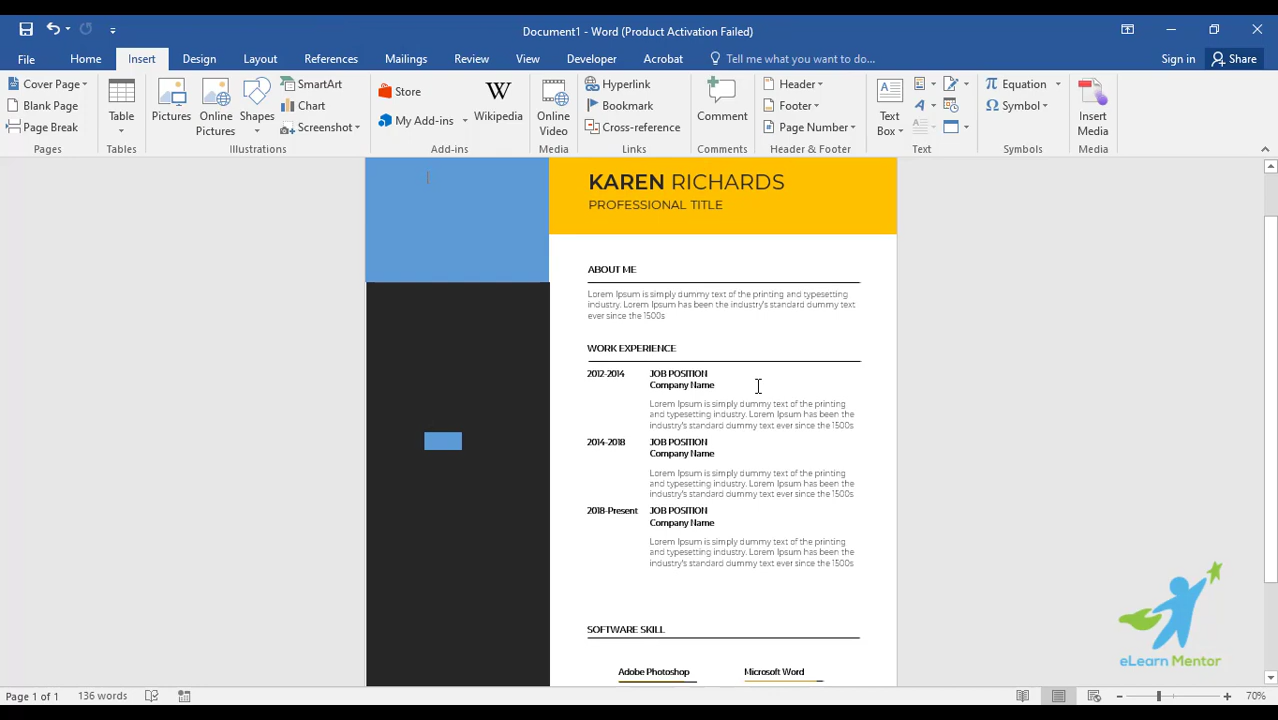 Document1 - Word (Product Activation Failed)
File Home Insert Design Layout References Mailings Review View Developer Acrobat Tell me what you want to do... Sign in Share
Cover Page
Blank Page
Page Break
Pages
Table
Tables
Pictures
Online Pictures
Shapes
SmartArt
Chart
Screenshot
Illustrations
Store
My Add-ins
W
Wikipedia
Add-ins
Online Video
Media
Hyperlink
Bookmark
Cross-reference
Links
Comment
Comments
Header
Footer
Page Number
Header & Footer
Text Box
Text
Equation
Symbol
Symbols
Insert Media
Media
KAREN RICHARDS
PROFESSIONAL TITLE
ABOUT ME
Lorem Ipsum is simply dummy text of the printing and typesetting
industry. Lorem Ipsum has been the industry's standard dummy text
ever since the 1500s
WORK EXPERIENCE
2012-2014 JOB POSITION
Company Name
Lorem Ipsum is simply dummy text of the printing
and typesetting industry. Lorem Ipsum has been the
industry's standard dummy text ever since the 1500s
2014-2018 JOB POSITION
Company Name
Lorem Ipsum is simply dummy text of the printing
and typesetting industry. Lorem Ipsum has been the
industry's standard dummy text ever since the 1500s
2018-Present JOB POSITION
Company Name
Lorem Ipsum is simply dummy text of the printing
and typesetting industry. Lorem Ipsum has been the
industry's standard dummy text ever since the 1500s
SOFTWARE SKILL
Adobe Photoshop Microsoft Word
eLearn Mentor
Page 1 of 1 136 words 70%